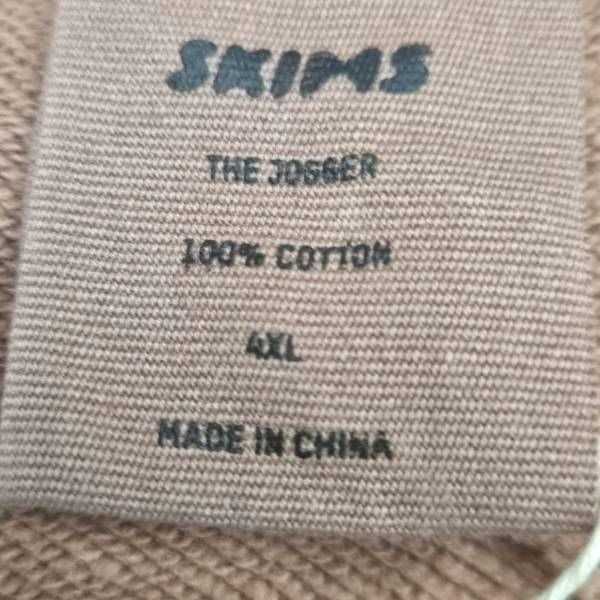 SKIMS
THE JOGGER
100% COTTON
4XL
MADE IN CHINA